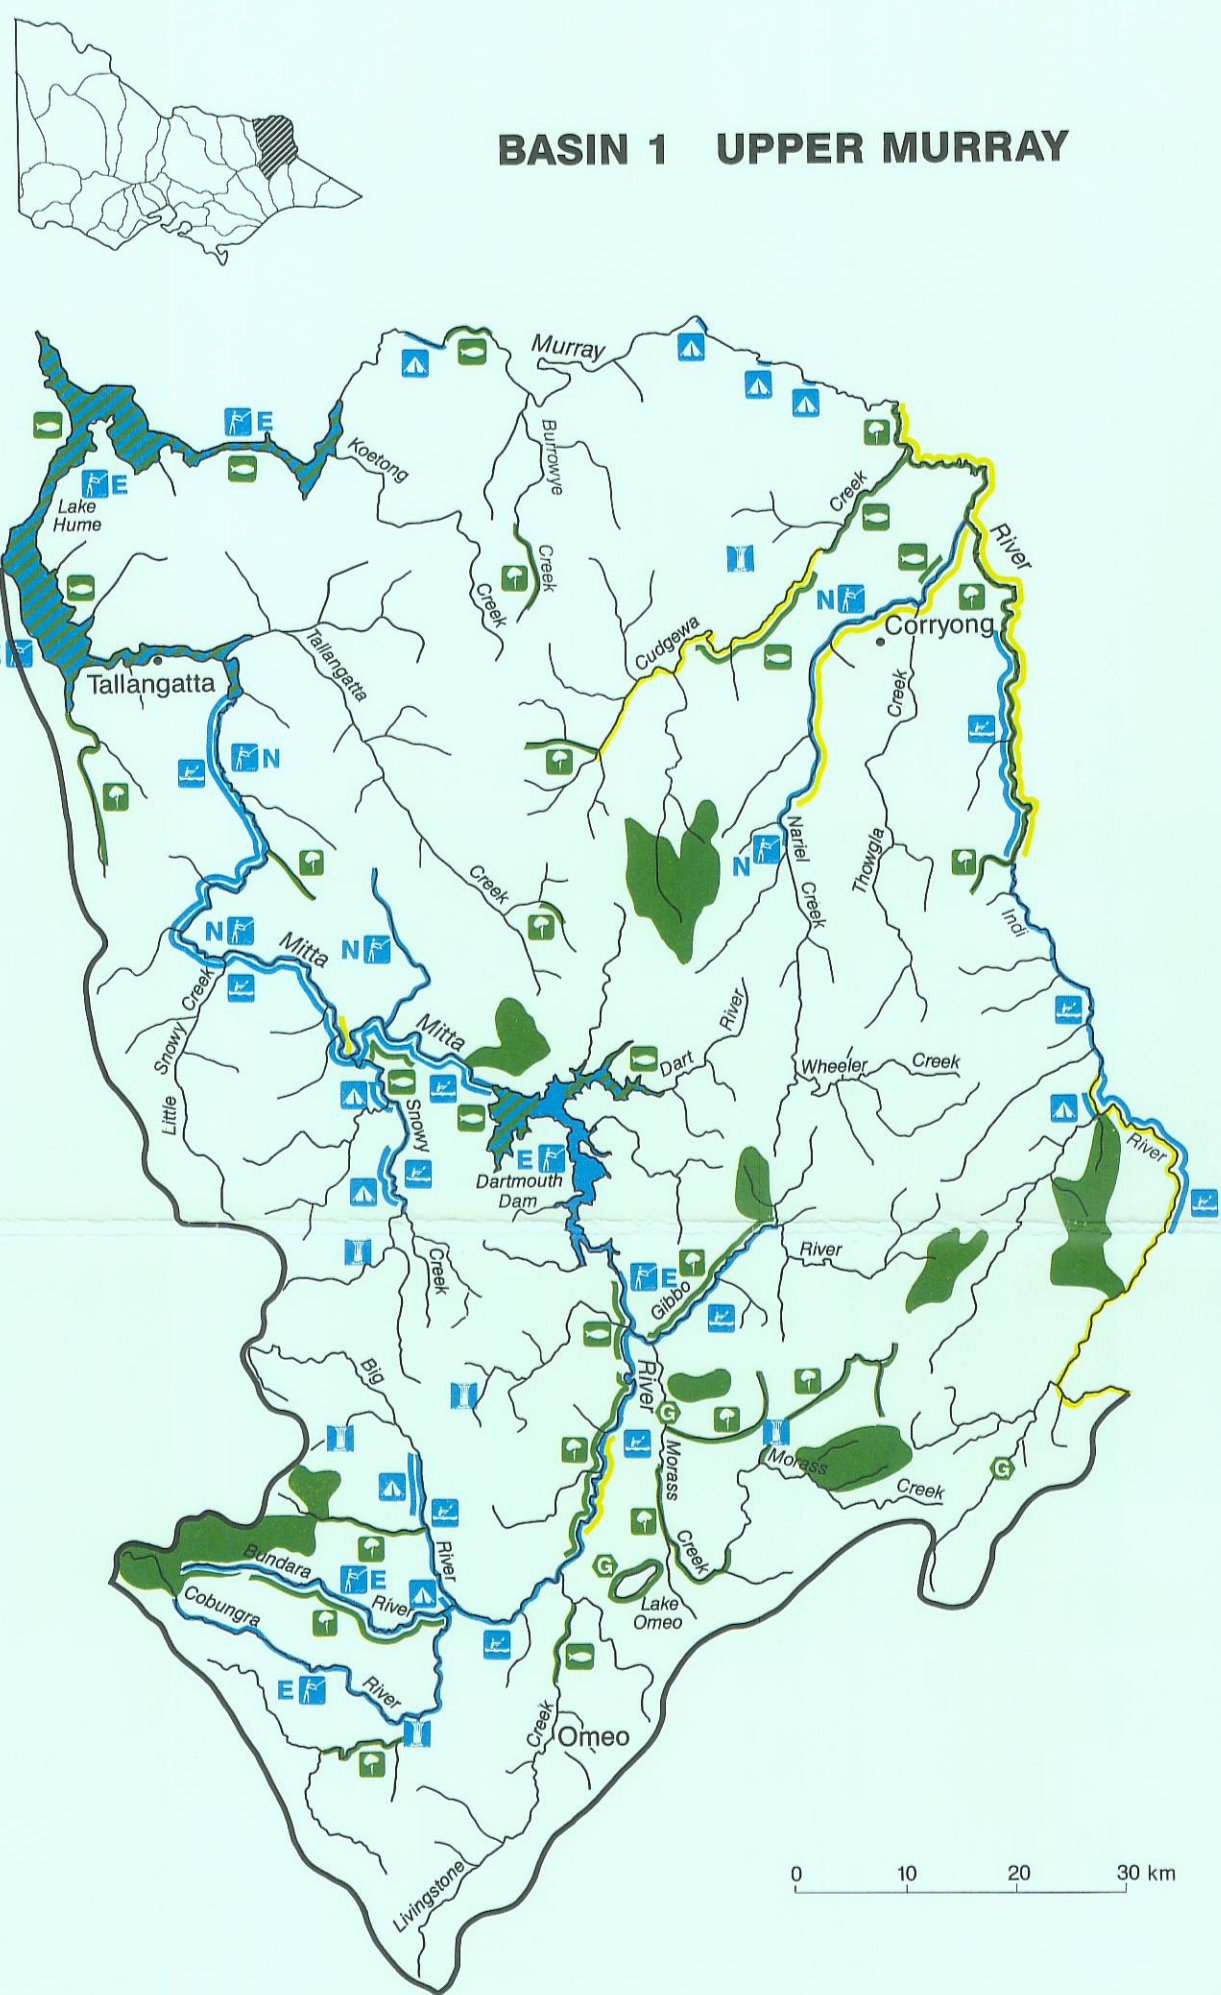 BASIN 1 UPPER MURRAY
Murray
E
Koetong
Burrowye
Creek
E
Lake
Hume
River
Creek
Creek
N
Corryong
Cudgewa
Tallangatta
Tallangatta
Creek
N
Nariel
N
Thowgla
Creek
Creek
Indi
N
Mitta
N
Creek
Snowy
Mitta
River
Dart
Wheeler
Creek
Little
Snowy
River
E
Dartmouth
Dam
River
Creek
E
Gibbo
Big
River
G
Morass
Morass
Creek
G
Creek
G
Bundara
River
E
River
Cobungra
Lake
Omeo
E
River
Creek
Omeo
Livingstone
0 10 20 30 km